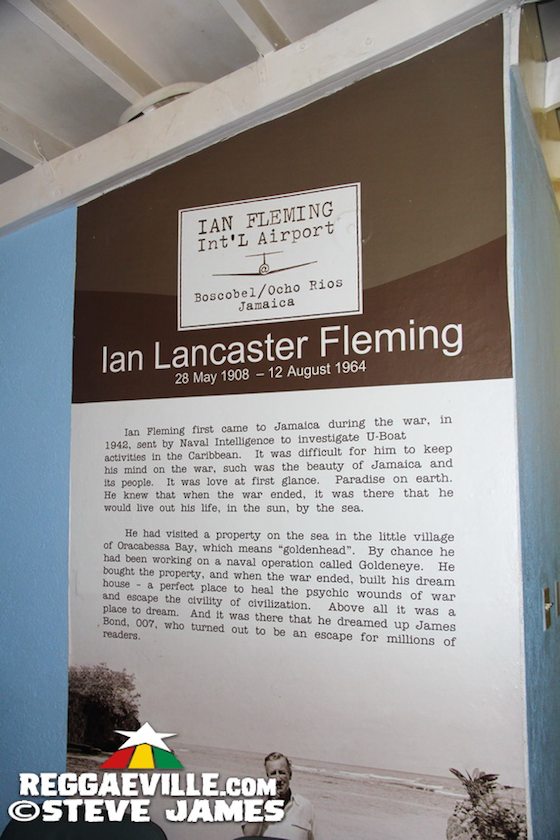 IAN FLEMING
Int'L Airport
Boscobel/Ocho Rios
Jamaica
Ian Lancaster Fleming
28 May 1908 – 12 August 1964
Ian Fleming first came to Jamaica during the war, in
1942, sent by Naval Intelligence to investigate U-Boat
activities in the Caribbean. It was difficult for him to keep
his mind on the war, such was the beauty of Jamaica and
its people. It was love at first glance. Paradise on earth.
He knew that when the war ended, it was there that he
would live out his life, in the sun, by the sea.
He had visited a property on the sea in the little village
of Oracabessa Bay, which means "goldenhead". By chance he
had been working on a naval operation called Goldeneye. He
bought the property, and when the war ended, built his dream
house - a perfect place to heal the psychic wounds of war
and escape the civility of civilization. Above all it was a
place to dream. And it was there that he dreamed up James
Bond, 007, who turned out to be an escape for millions of
readers.
REGGAEVILLE.com
©STEVE JAMES